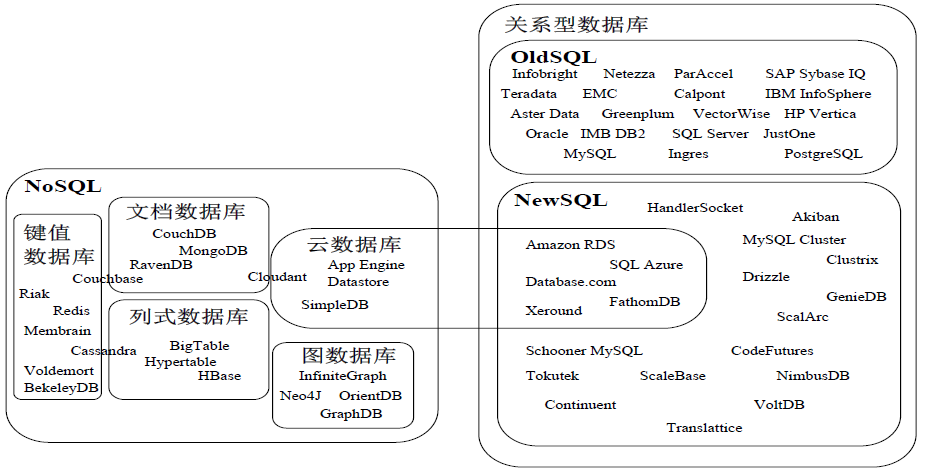 关系型数据库
OldSQL
Infobright Netezza ParAccel SAP Sybase IQ
Teradata EMC Calpont IBM InfoSphere
Aster Data Greenplum VectorWise HP Vertica
Oracle IMB DB2 SQL Server JustOne
MySQL Ingres PostgreSQL
NoSQL
键值
数据库
Couchbase
Riak
Redis
Membrain
Cassandra
Voldemort
BekeleyDB
文档数据库
CouchDB
MongoDB
RavenDB
Cloudant
列式数据库
BigTable
Hypertable
HBase
云数据库
App Engine
Datastore
SimpleDB
图数据库
InfiniteGraph
Neo4J OrientDB
GraphDB
NewSQL
HandlerSocket
Akiban
Amazon RDS
MySQL Cluster
SQL Azure
Clustrix
Database.com
Drizzle
FathomDB
GenieDB
Xeround
ScalArc
Schooner MySQL CodeFutures
Tokutek ScaleBase NimbusDB
Continuent VoltDB
Translattice